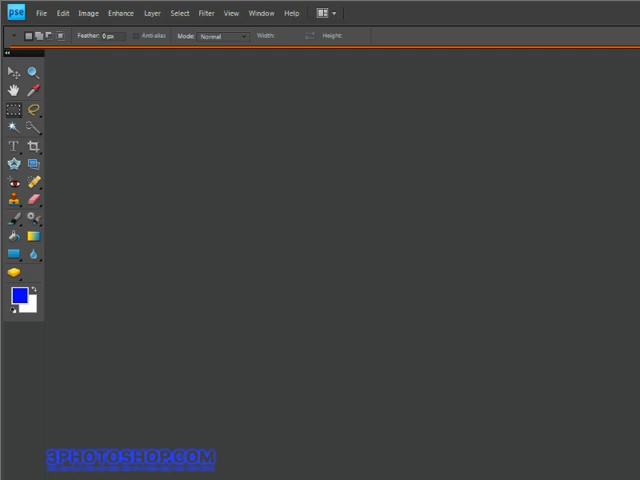 pse File Edit Image Enhance Layer Select Filter View Window Help
Feather: 0 px Anti-alias Mode: Normal Width: Height:
T
3PHOTOSHOP.COM